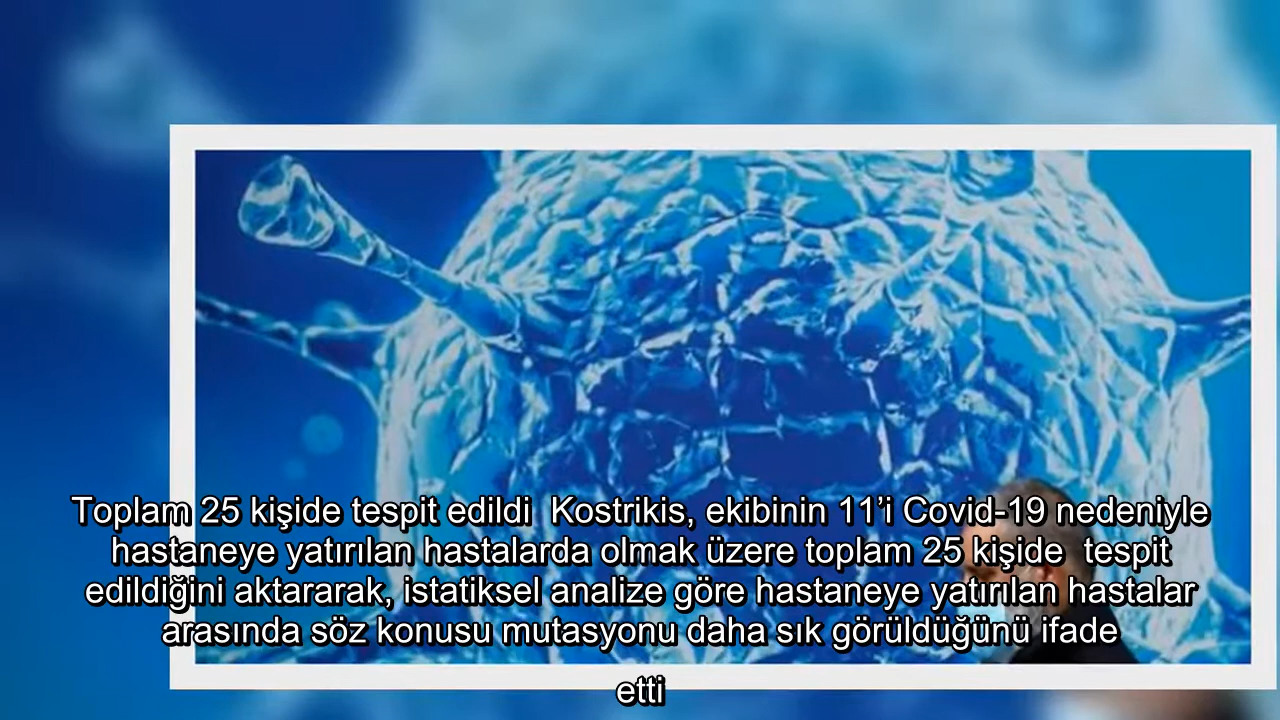 Toplam 25 kişide tespit edildi  Kostrikis, ekibinin 11’i Covid-19 nedeniyle
hastaneye yatırılan hastalarda olmak üzere toplam 25 kişide  tespit
edildiğini aktararak, istatiksel analize göre hastaneye yatırılan hastalar
arasında söz konusu mutasyonu daha sık görüldüğünü ifade
etti